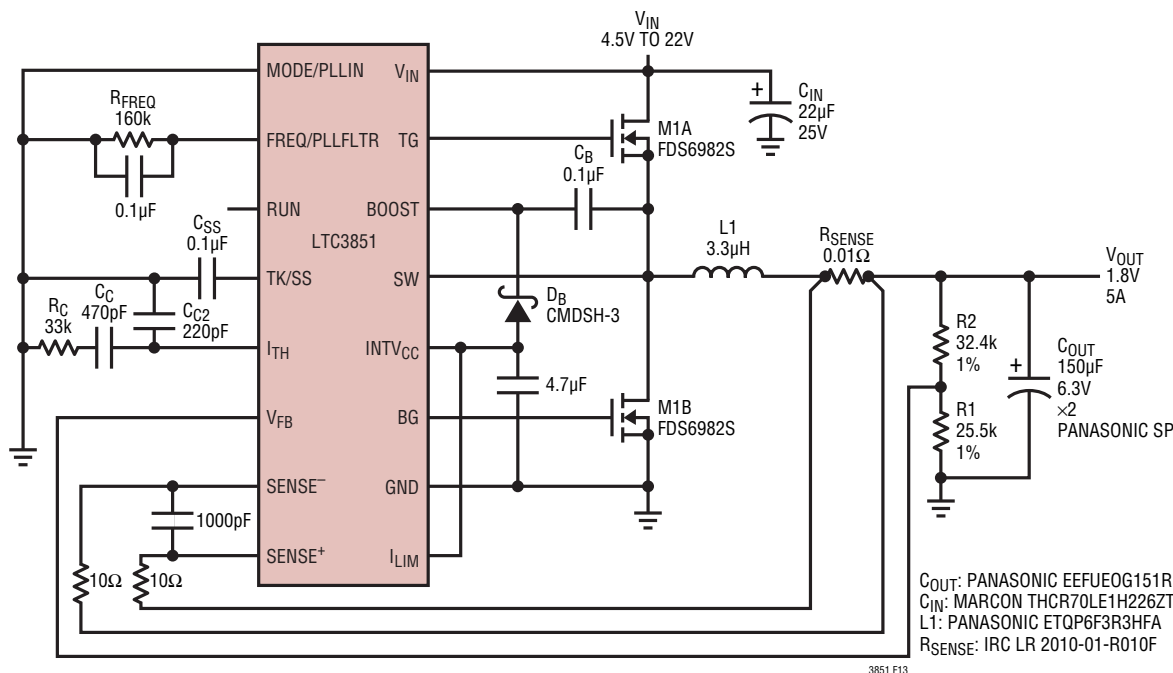 VIN
4.5V TO 22V
MODE/PLLIN
VIN
+
CIN
22µF
25V
RFREQ
160k
FREQ/PLLFLTR
TG
M1A
FDS6982S
0.1µF
CB
0.1µF
RUN
BOOST
LTC3851
CSS
0.1µF
TK/SS
SW
L1
3.3µH
RSENSE
0.01Ω
VOUT
1.8V
5A
RC
33k
CC
470pF
CC2
220pF
DB
CMDSH-3
ITH
INTVCC
4.7µF
R2
32.4k
1%
+
COUT
150µF
6.3V
×2
PANASONIC SP
VFB
BG
M1B
FDS6982S
R1
25.5k
1%
SENSE–
GND
1000pF
SENSE+
ILIM
10Ω
10Ω
COUT: PANASONIC EEFUEOG151R
CIN: MARCON THCR70LE1H226ZT
L1: PANASONIC ETQP6F3R3HFA
RSENSE: IRC LR 2010-01-R010F
3851 F13